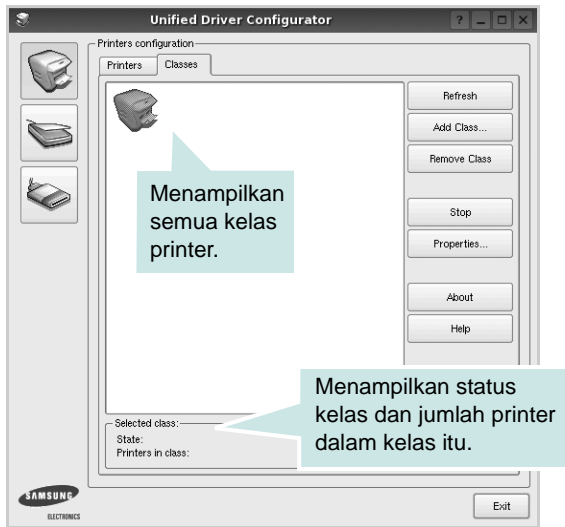 Unified Driver Configurator
Printers configuration
Printers
Classes
Refresh
Add Class...
Remove Class
Menampilkan
semua kelas
printer.
Stop
Properties...
About
Help
Menampilkan status
kelas dan jumlah printer
dalam kelas itu.
Selected class:
State:
Printers in class:
SAMSUNG
ELECTRONICS
Exit